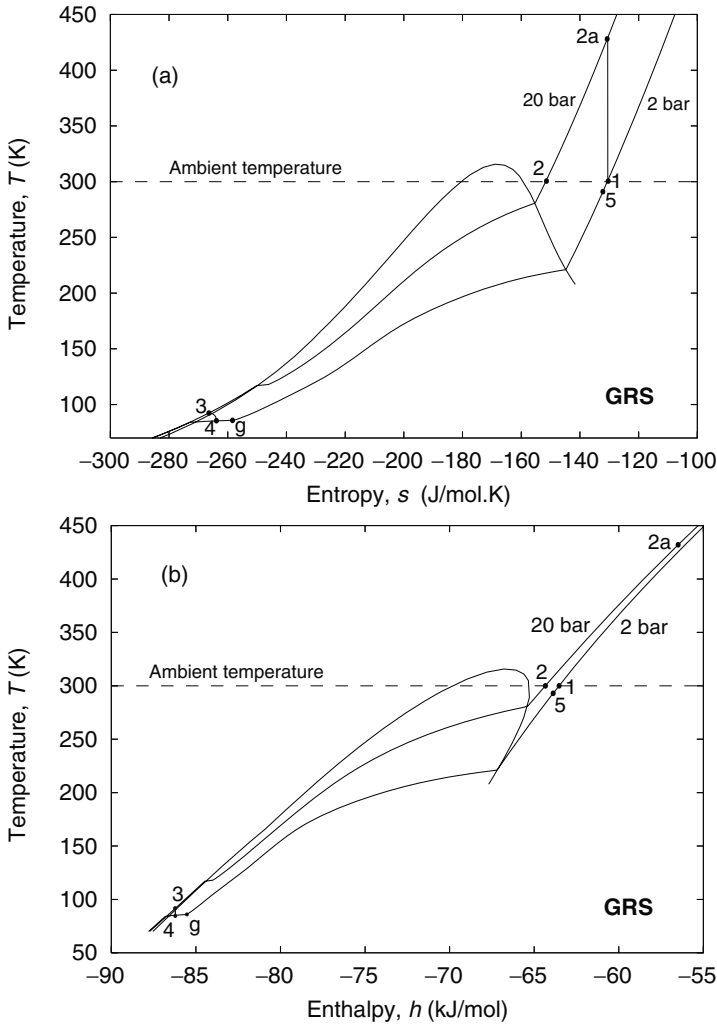 450
400
350
300
250
200
150
100
Temperature, T (K)
(a)
2a
20 bar
2 bar
Ambient temperature
2
1
5
3
4
g
GRS
−300 −280 −260 −240 −220 −200 −180 −160 −140 −120 −100
Entropy, s (J/mol.K)
450
400
350
300
250
200
150
100
50
Temperature, T (K)
(b)
2a
20 bar
2 bar
Ambient temperature
2
1
5
3
4
g
GRS
−90 −85 −80 −75 −70 −65 −60 −55
Enthalpy, h (kJ/mol)